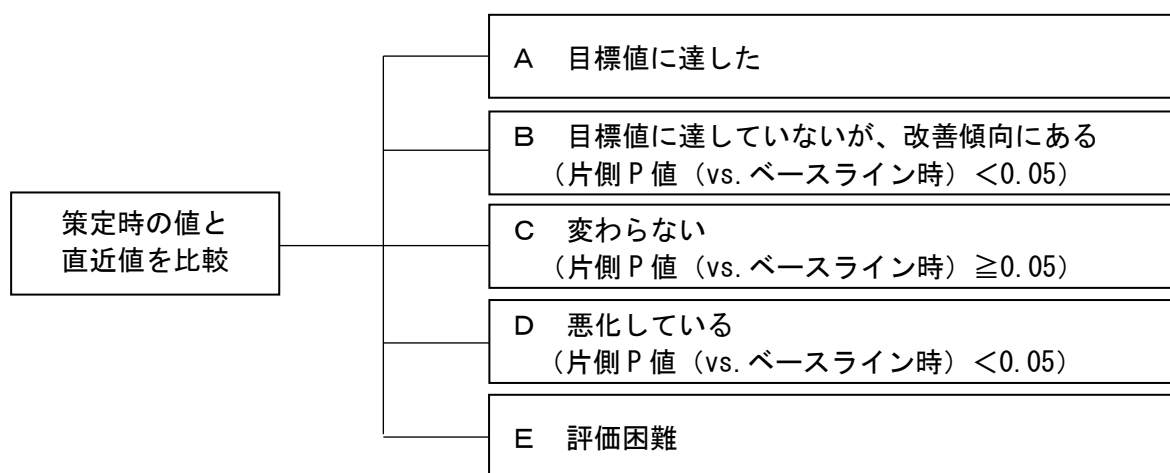 策定時の値と
直近値を比較
A 目標値に達した
B 目標値に達していないが、改善傾向にある
（片側 P 値（vs.ベースライン時）＜0.05）
C 変わらない
（片側 P 値（vs.ベースライン時）≧0.05）
D 悪化している
（片側 P 値（vs.ベースライン時）＜0.05）
E 評価困難